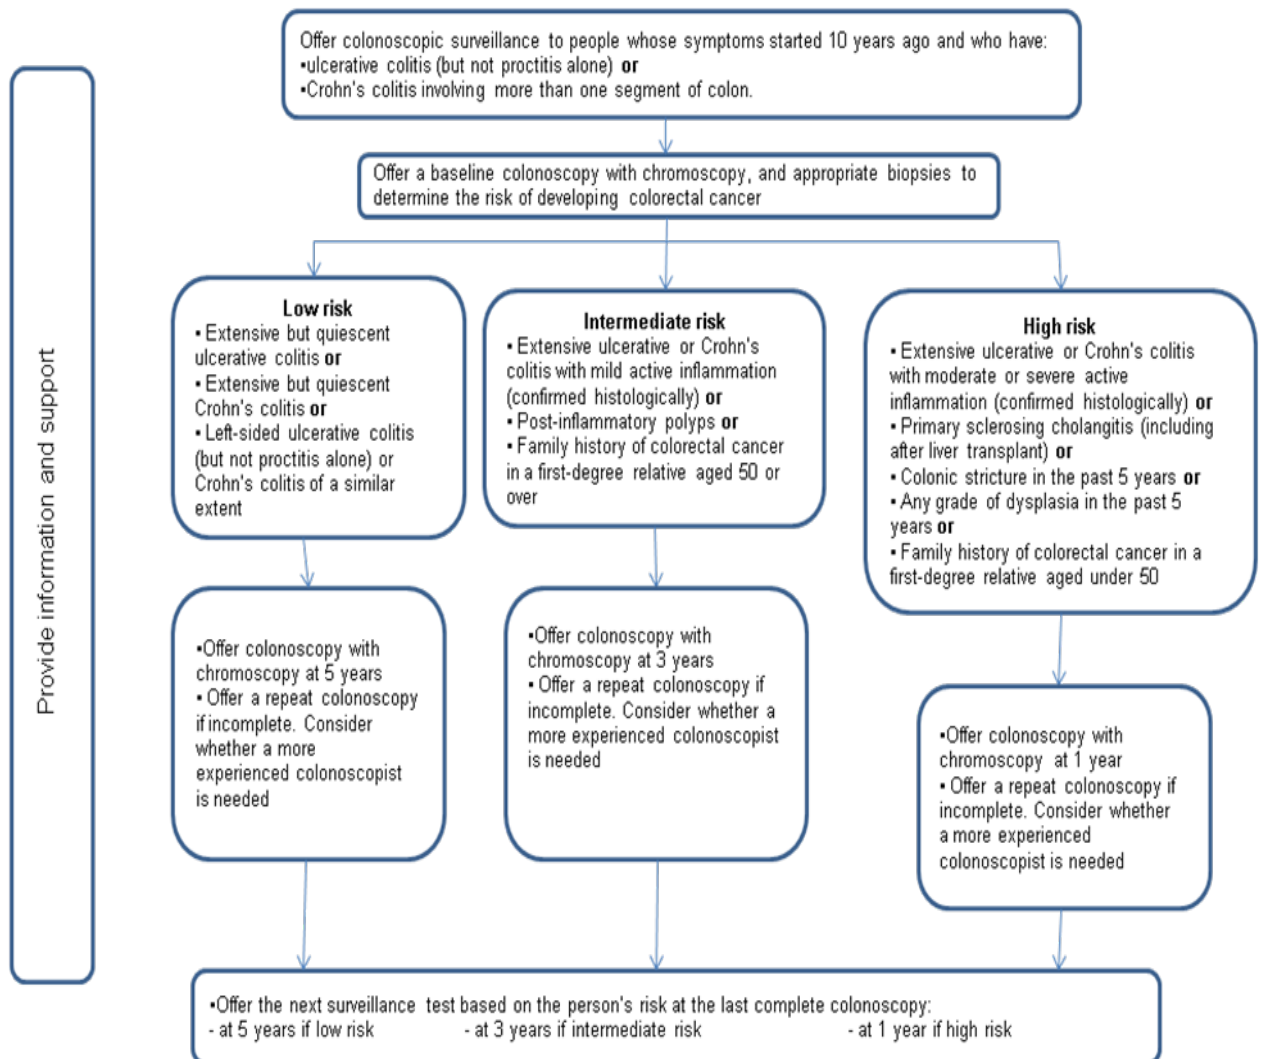 Offer colonoscopic surveillance to people whose symptoms started 10 years ago and who have:
▪ulcerative colitis (but not proctitis alone) or
▪Crohn's colitis involving more than one segment of colon.
Offer a baseline colonoscopy with chromoscopy, and appropriate biopsies to
determine the risk of developing colorectal cancer
Provide information and support
Low risk
▪ Extensive but quiescent
ulcerative colitis or
▪ Extensive but quiescent
Crohn's colitis or
▪ Left-sided ulcerative colitis
(but not proctitis alone) or
Crohn's colitis of a similar
extent
Intermediate risk
▪ Extensive ulcerative or Crohn's
colitis with mild active inflammation
(confirmed histologically) or
▪ Post-inflammatory polyps or
▪ Family history of colorectal cancer
in a first-degree relative aged 50 or
over
High risk
▪ Extensive ulcerative or Crohn's colitis
with moderate or severe active
inflammation (confirmed histologically) or
▪ Primary sclerosing cholangitis (including
after liver transplant) or
▪ Colonic stricture in the past 5 years or
▪ Any grade of dysplasia in the past 5
years or
▪ Family history of colorectal cancer in a
first-degree relative aged under 50
▪Offer colonoscopy with
chromoscopy at 5 years
▪ Offer a repeat colonoscopy
if incomplete. Consider
whether a more
experienced colonoscopist
is needed
▪Offer colonoscopy with
chromoscopy at 3 years
▪ Offer a repeat colonoscopy if
incomplete. Consider whether a
more experienced colonoscopist
is needed
▪Offer colonoscopy with
chromoscopy at 1 year
▪ Offer a repeat colonoscopy if
incomplete. Consider whether
a more experienced
colonoscopist is needed
▪Offer the next surveillance test based on the person's risk at the last complete colonoscopy:
- at 5 years if low risk - at 3 years if intermediate risk - at 1 year if high risk